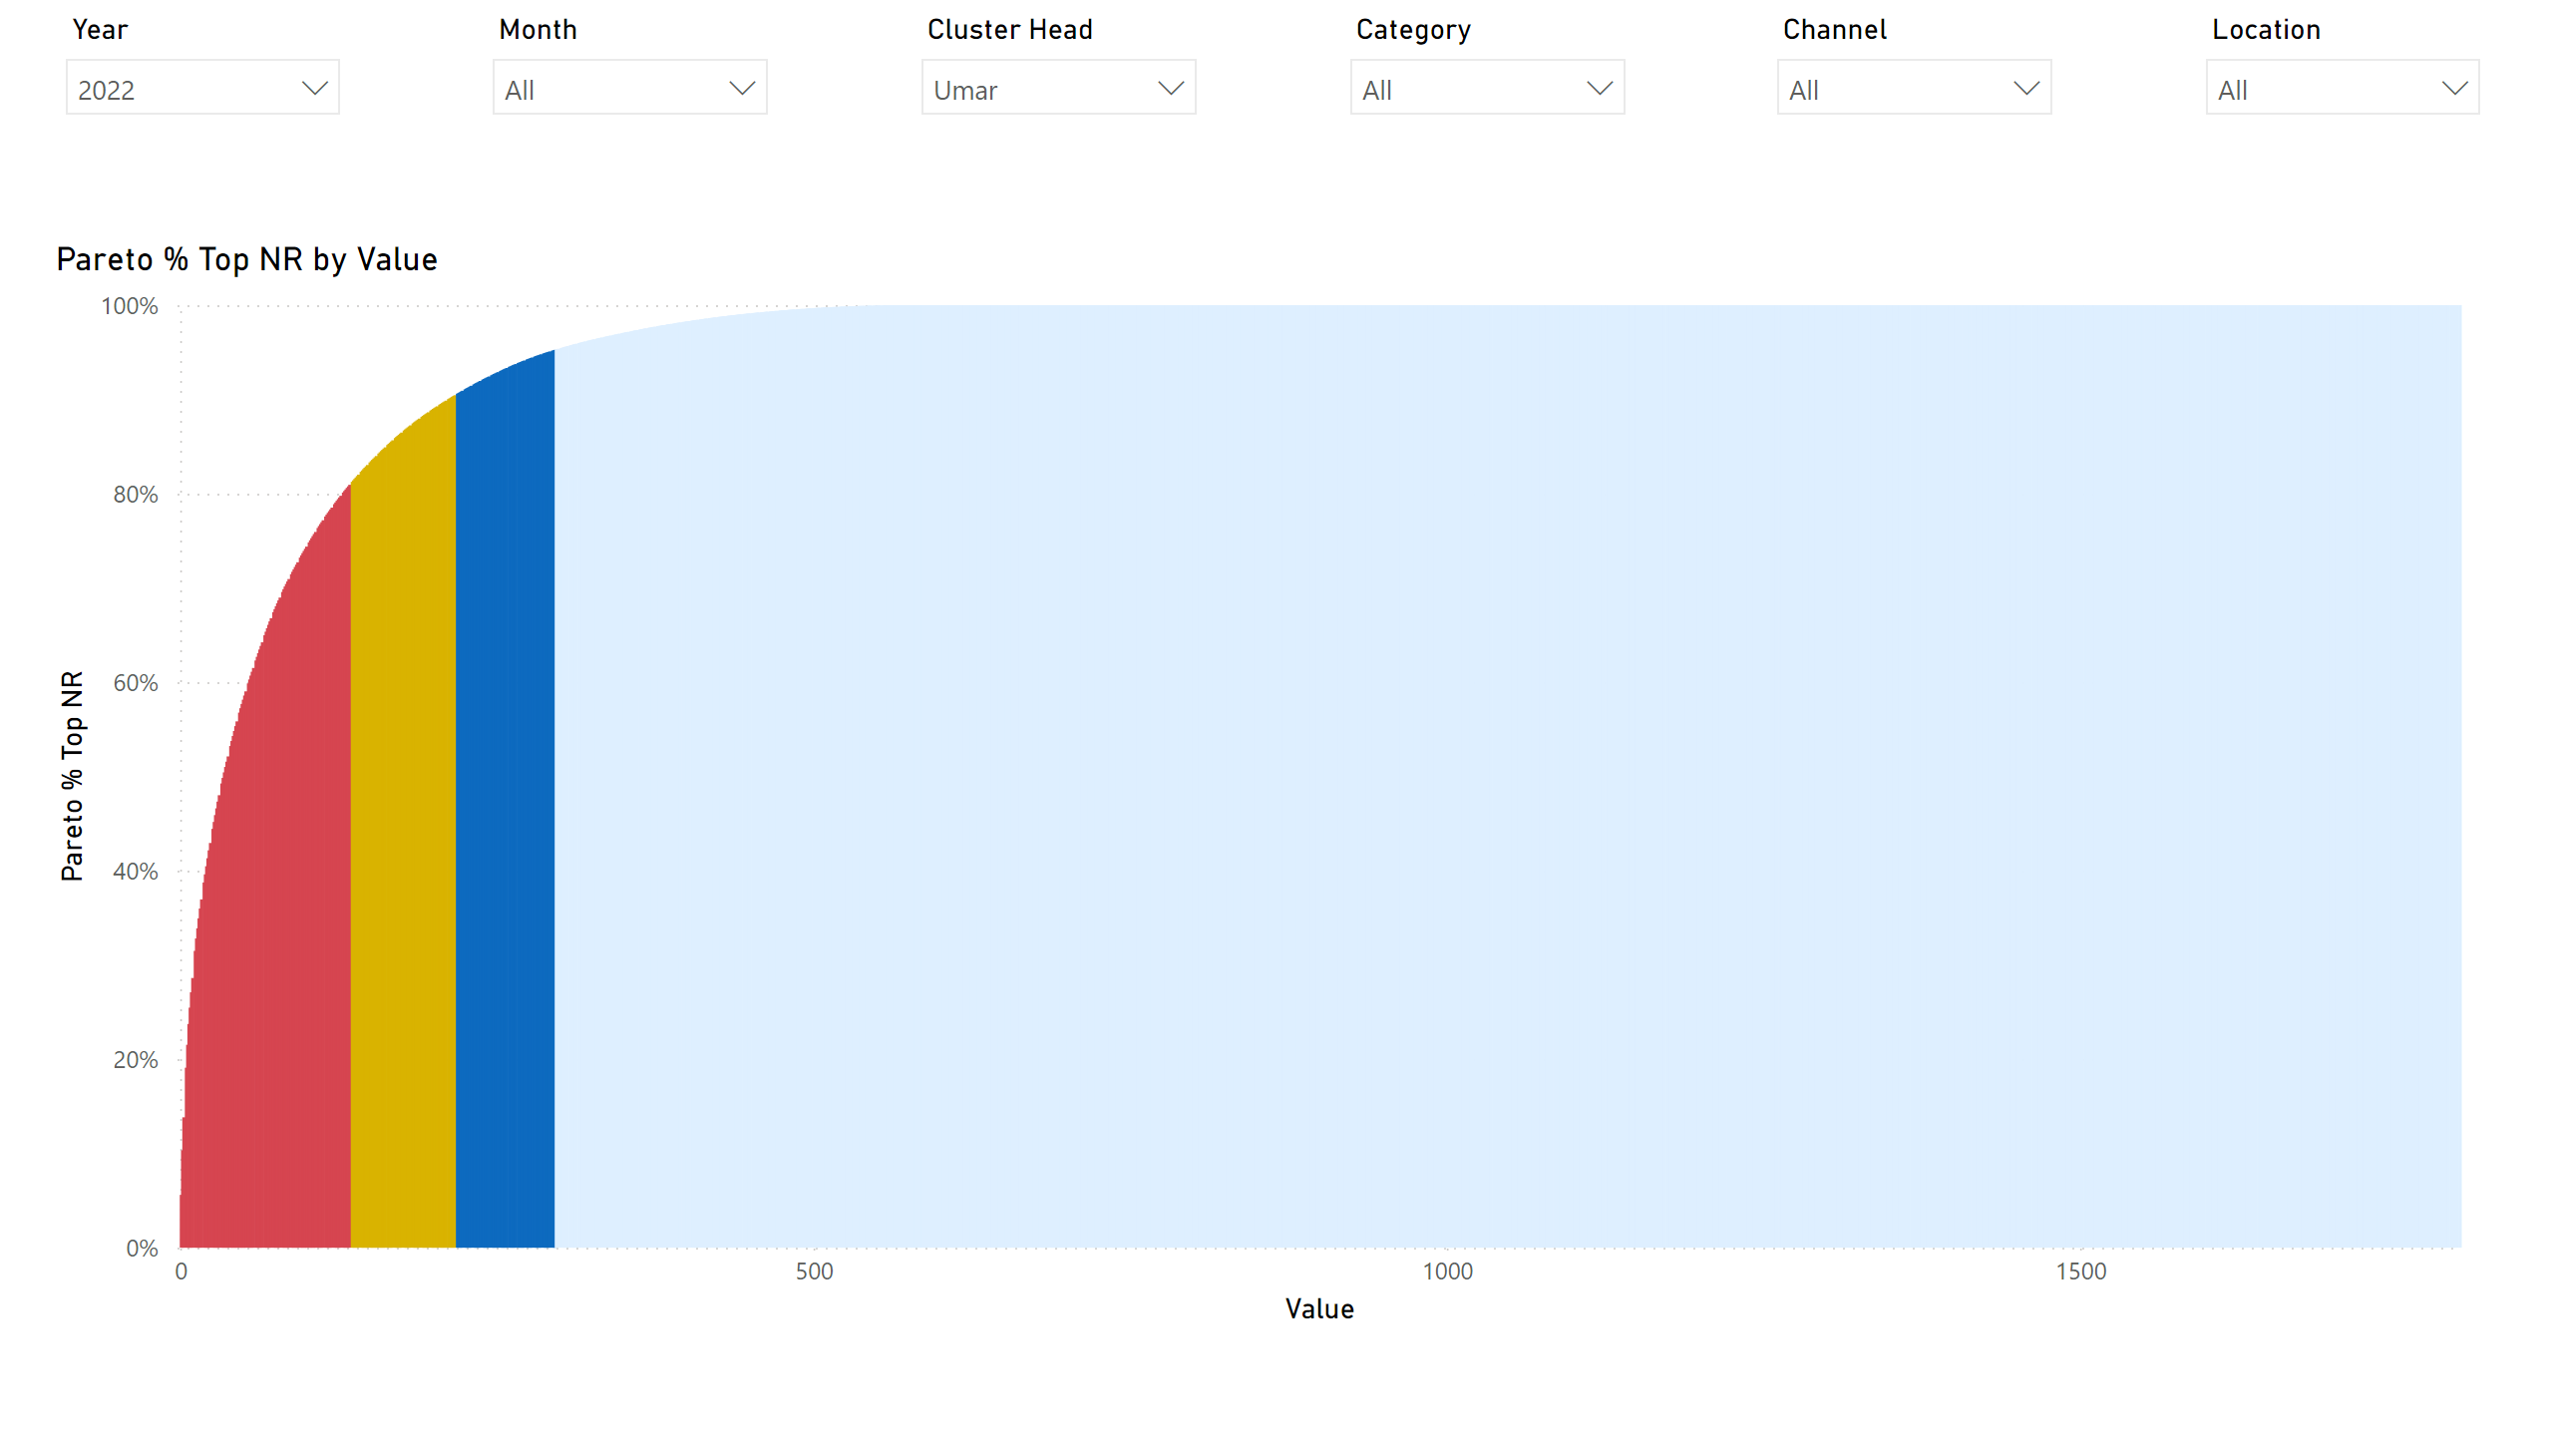 Year Month Cluster Head Category Channel Location
2022 All Umar All All All
Pareto % Top NR by Value
100%
80%
60%
40%
20%
0%
Pareto % Top NR
0 500 1000 1500
Value